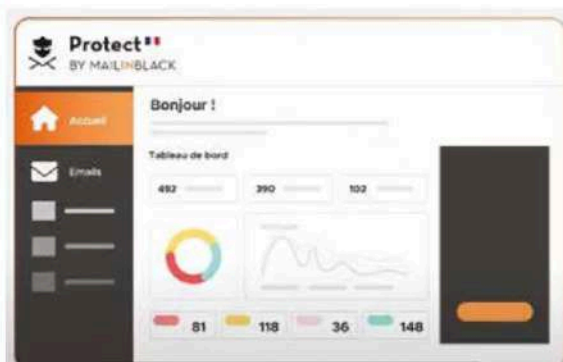 Protect
BY MAILINBLACK
Accueil
Emails
Bonjour !
Tableau de bord
492 390 102
81 118 36 148